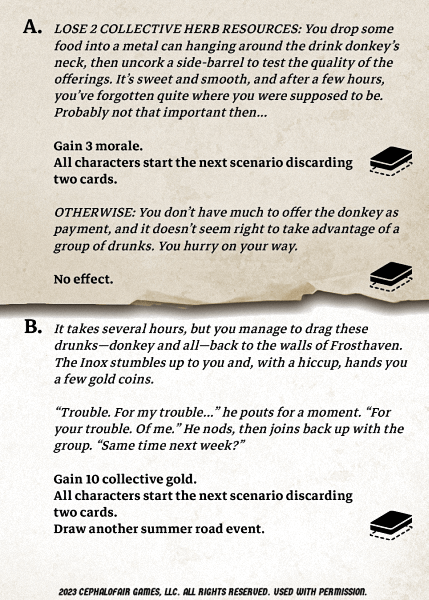 A. LOSE 2 COLLECTIVE HERB RESOURCES: You drop some
food into a metal can hanging around the drink donkey’s
neck, then uncork a side-barrel to test the quality of the
offerings. It’s sweet and smooth, and after a few hours,
you’ve forgotten quite where you were supposed to be.
Probably not that important then…
Gain 3 morale.
All characters start the next scenario discarding
two cards.
OTHERWISE: You don’t have much to offer the donkey as
payment, and it doesn’t seem right to take advantage of a
group of drunks. You hurry on your way.
No effect.
B. It takes several hours, but you manage to drag these
drunks—donkey and all—back to the walls of Frosthaven.
The Inox stumbles up to you and, with a hiccup, hands you
a few gold coins.
“Trouble. For my trouble…” he pouts for a moment. “For
your trouble. Of me.” He nods, then joins back up with the
group. “Same time next week?”
Gain 10 collective gold.
All characters start the next scenario discarding
two cards.
Draw another summer road event.
2023 CEPHALOFAIR GAMES, LLC. ALL RIGHTS RESERVED. USED WITH PERMISSION.